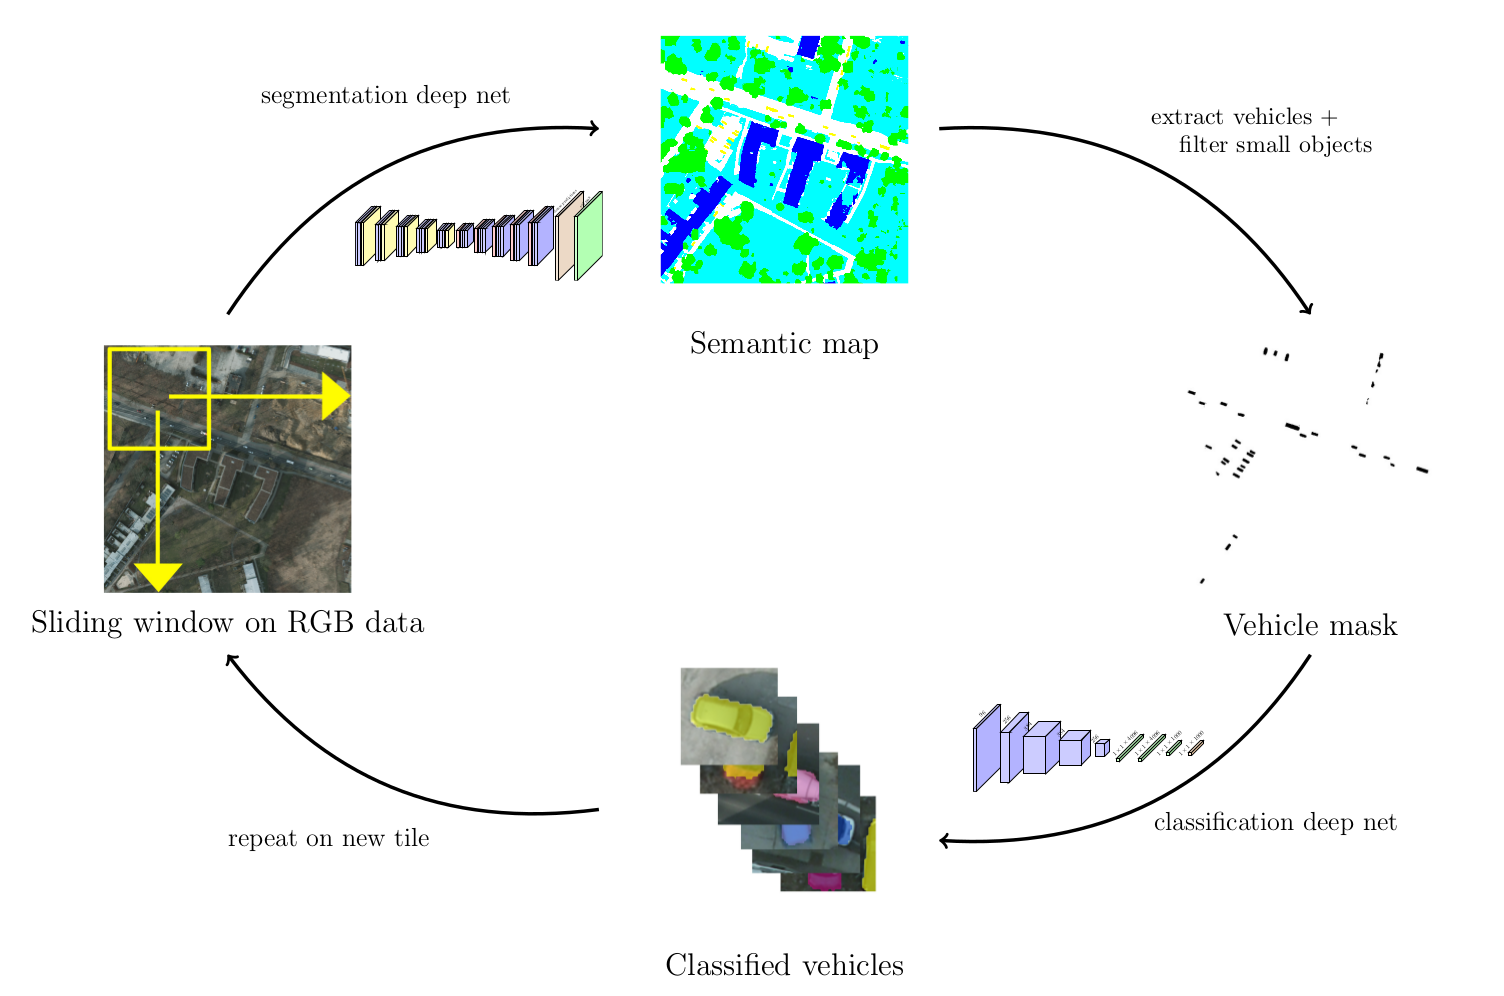 segmentation deep net
extract vehicles +
filter small objects
Semantic map
Sliding window on RGB data
Vehicle mask
classification deep net
repeat on new tile
Classified vehicles